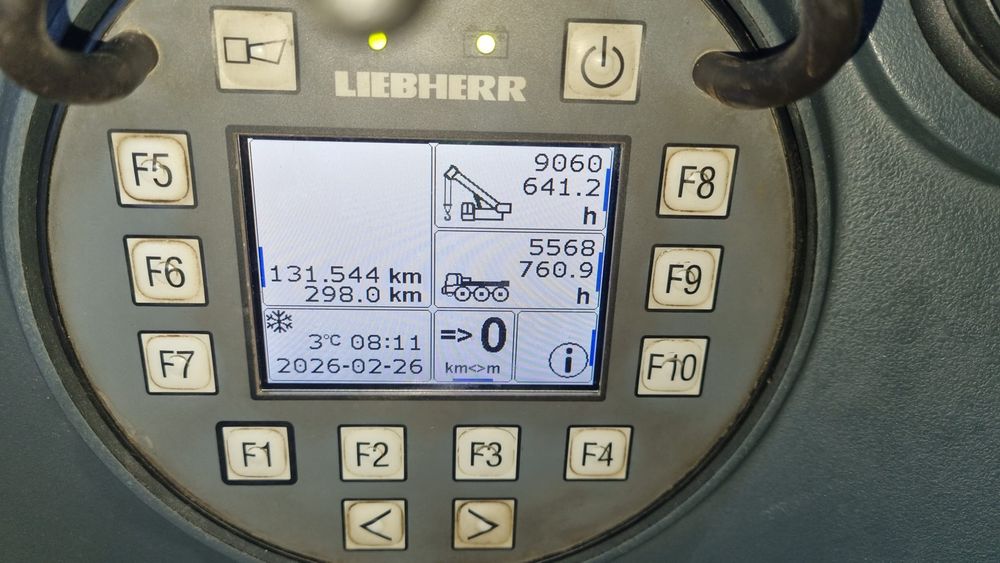 LIEBHERR
F5
F6
F7
F8
F9
F10
9060
641.2
h
5568
760.9
h
131.544 km
298.0 km
3°C 08:11
2026-02-26
=> 0
km<>m
i
F1
F2
F3
F4
<
>